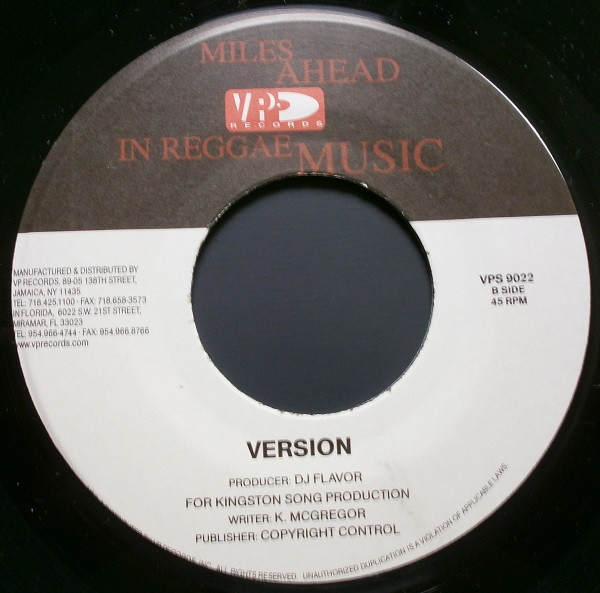 MILES
AHEAD
VP
RECORDS
IN REGGAE MUSIC
MANUFACTURED & DISTRIBUTED BY
VP RECORDS, 89-05 138TH STREET,
JAMAICA, NY 11435
TEL: 718.425.1100 · FAX: 718.658-3573
IN FLORIDA, 6022 S.W. 21ST STREET,
MIRAMAR, FL 33023
TEL: 954.966-4744 · FAX: 954.966.8766
www.vprecords.com
VPS 9022
B SIDE
45 RPM
VERSION
PRODUCER: DJ FLAVOR
FOR KINGSTON SONG PRODUCTION
WRITER: K. MCGREGOR
PUBLISHER: COPYRIGHT CONTROL
INC. ALL RIGHTS RESERVED. UNAUTHORIZED DUPLICATION IS A VIOLATION OF APPLICABLE LAWS.